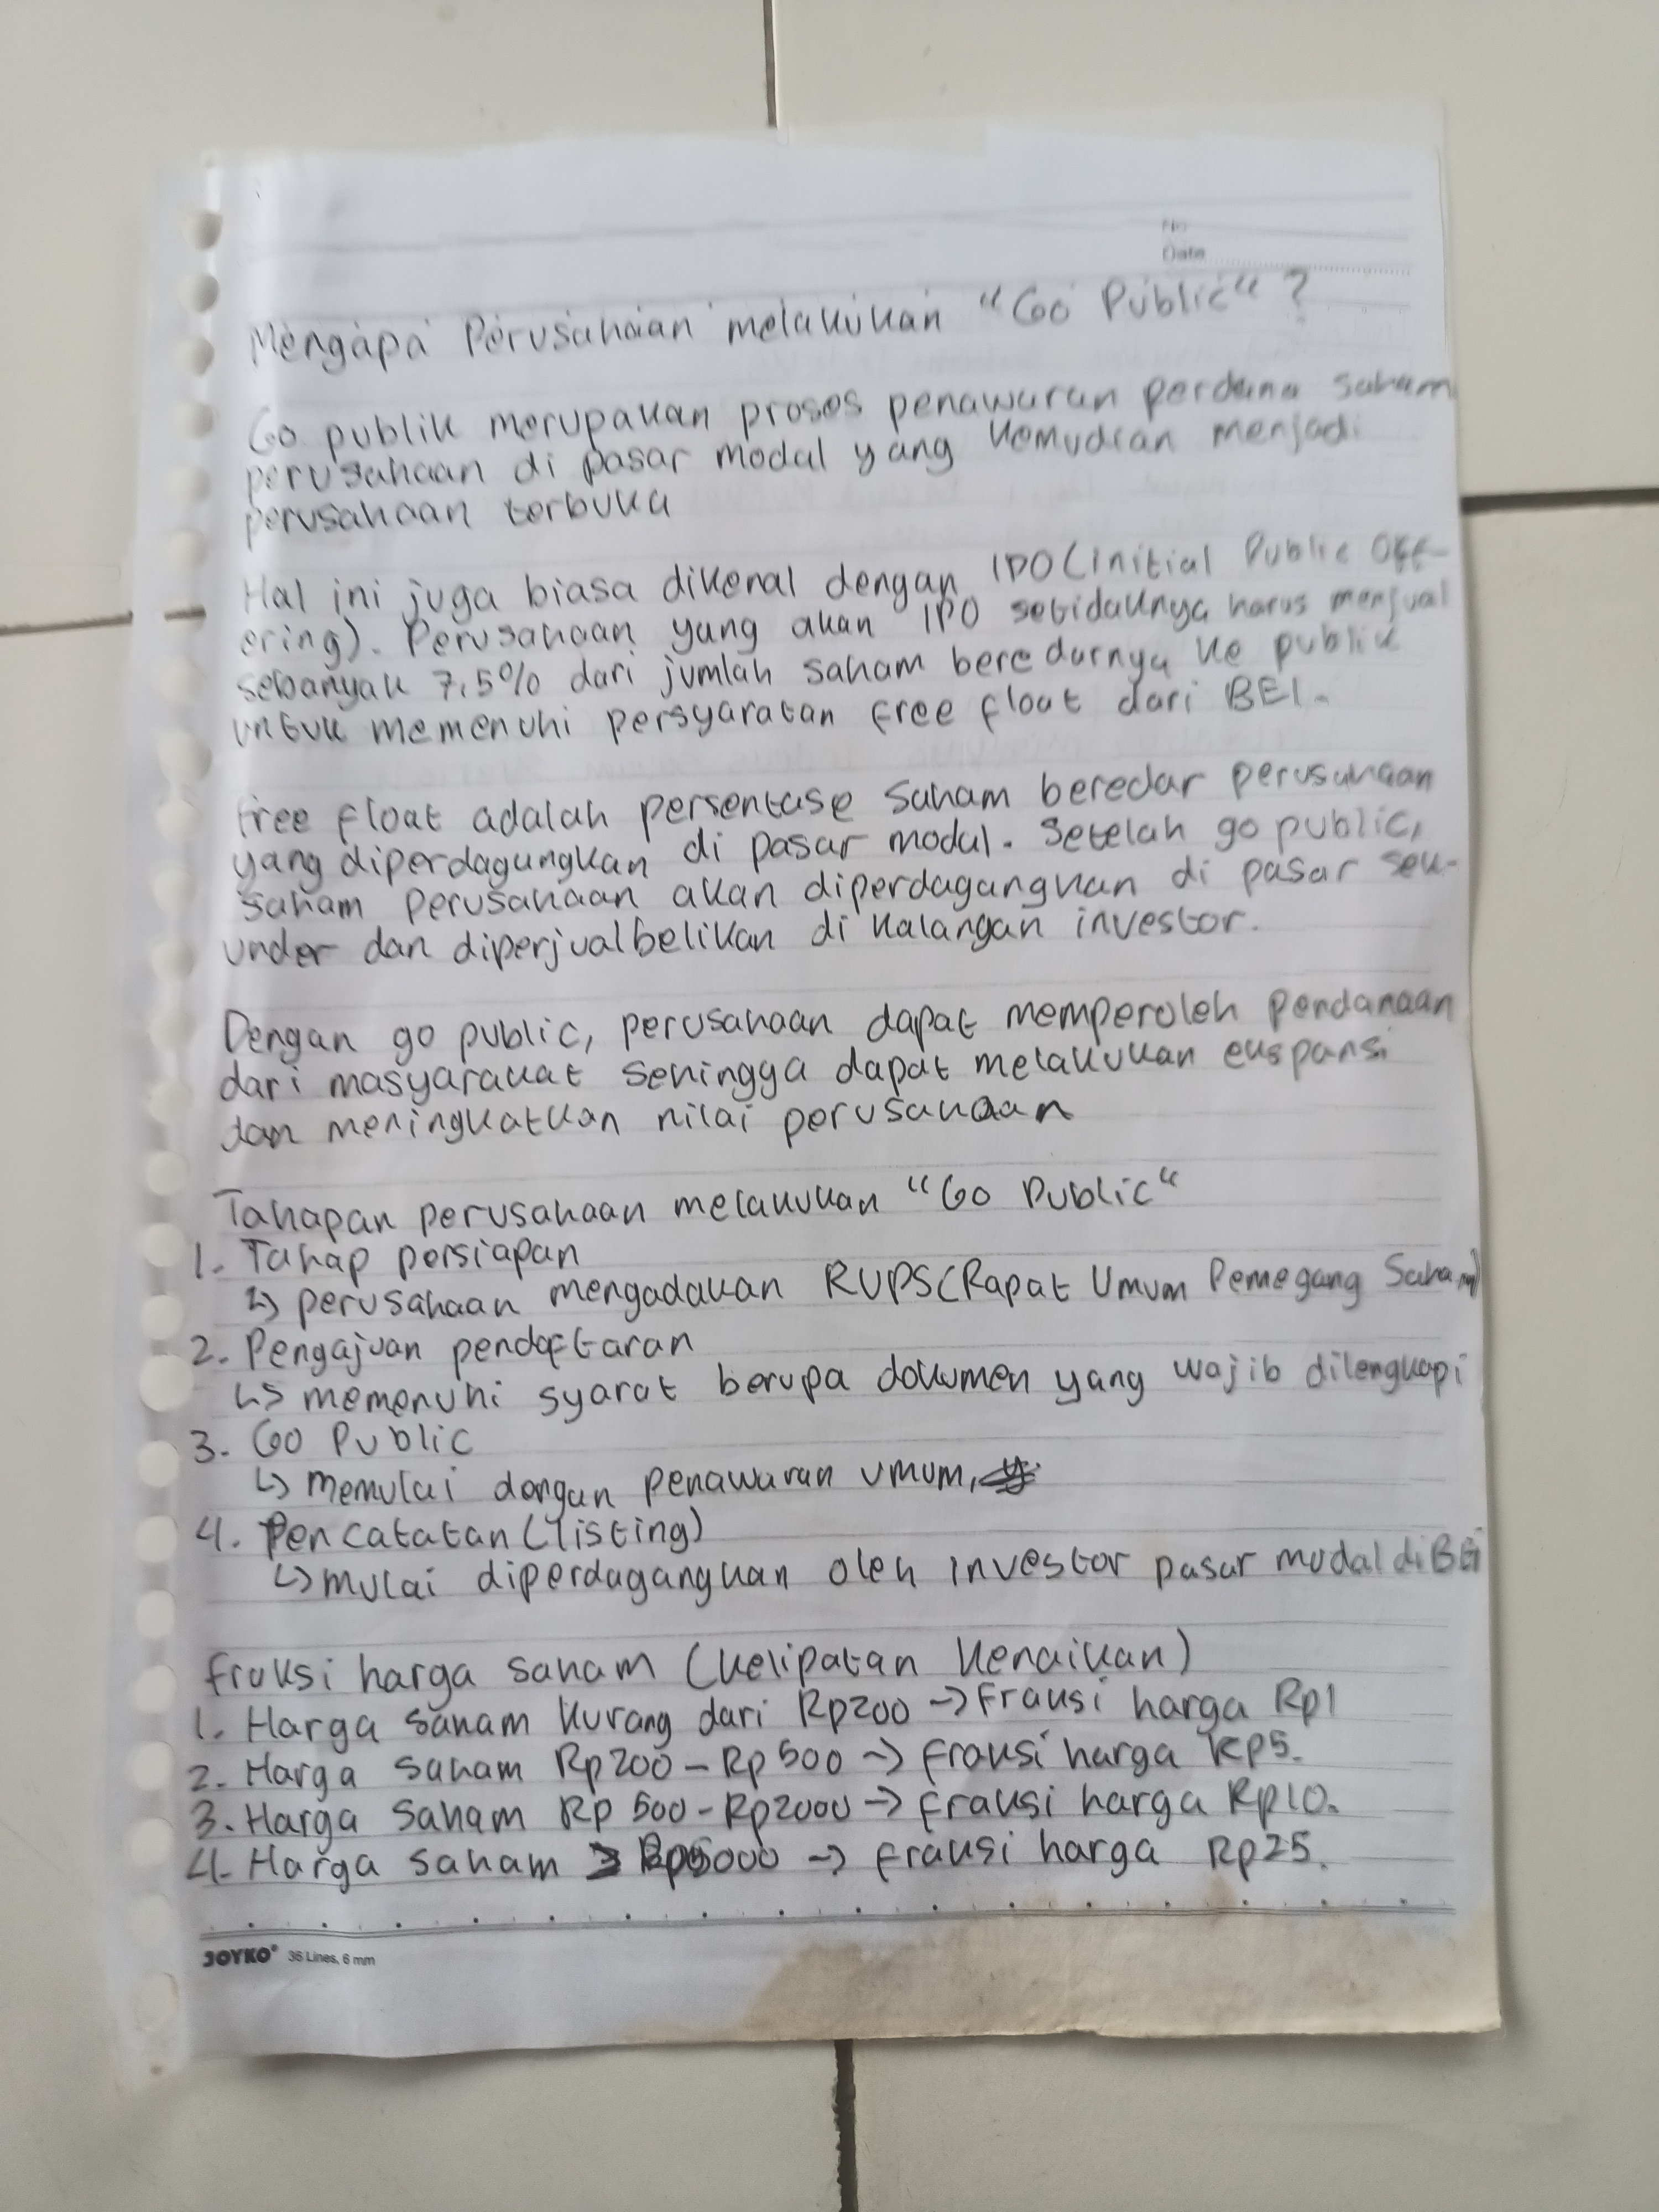 No
Date
Mengapa Perusahaan melakukan “Go Public“ ?
Go publik merupakan proses penawaran perdana saham
perusahaan di pasar modal yang kemudian menjadi
perusahaan terbuka
Hal ini juga biasa dikenal dengan IPO (initial Public Off-
ering). Perusahaan yang akan IPO setidaknya harus menjual
sebanyak 7,5% dari jumlah saham beredarnya ke publik
untuk memenuhi persyaratan free float dari BEI.
free float adalah persentase saham beredar perusahaan
yang diperdagangkan di pasar modal. Setelah go public,
saham perusahaan akan diperdagangkan di pasar sek-
under dan diperjualbelikan di kalangan investor.
Dengan go public, perusahaan dapat memperoleh pendanaan
dari masyarakat sehingga dapat melakukan ekspansi
dan meningkatkan nilai perusahaan
Tahapan perusahaan melakukan “Go Public“
1. Tahap persiapan
↳ perusahaan mengadakan RUPS (Rapat Umum Pemegang Saham)
2. Pengajuan pendaftaran
↳ memenuhi syarat berupa dokumen yang wajib dilengkapi
3. Go Public
↳ memulai dengan penawaran umum,
4. Pencatatan (listing)
↳ mulai diperdagangkan oleh investor pasar modal di BEI
fraksi harga saham (kelipatan kenaikan)
1. Harga saham kurang dari Rp200 → Fraksi harga Rp1
2. Harga saham Rp200 - Rp500 → fraksi harga Rp5.
3. Harga saham Rp 500 - Rp2000 → fraksi harga Rp10.
4. Harga saham > Rp5000 → fraksi harga Rp25.
JOYKO® 36 Lines, 6 mm